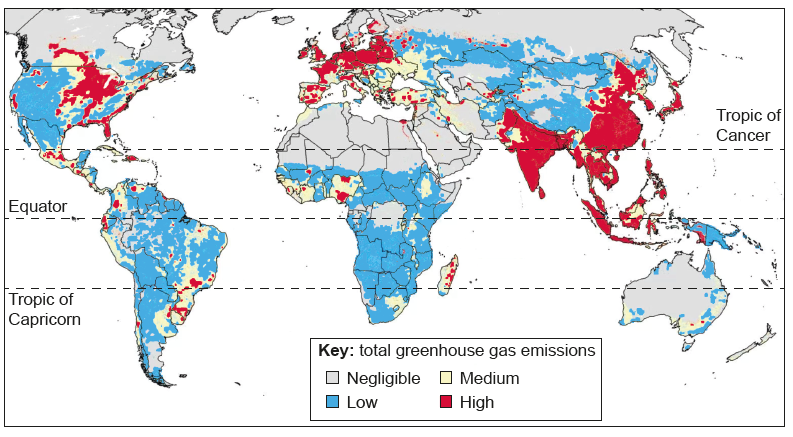 Tropic of
Cancer
Equator
Tropic of
Capricorn
Key: total greenhouse gas emissions
Negligible Medium
Low High